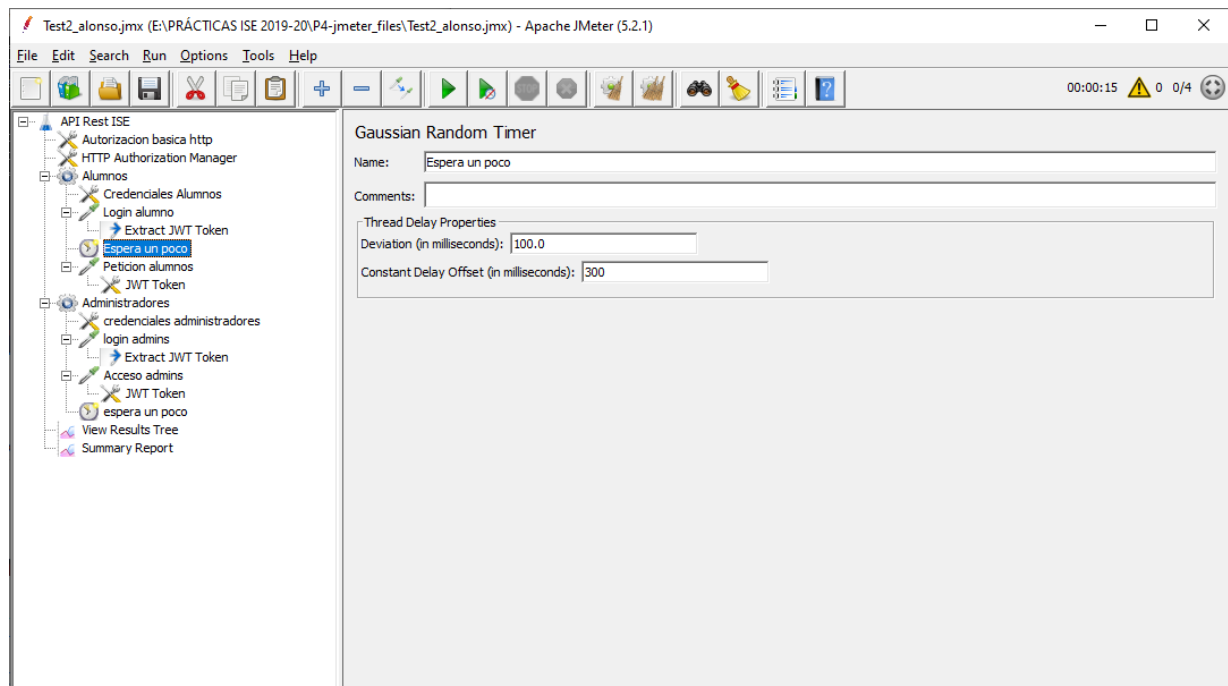 Test2_alonso.jmx (E:\PRÁCTICAS ISE 2019-20\P4-jmeter_files\Test2_alonso.jmx) - Apache JMeter (5.2.1)
File Edit Search Run Options Tools Help
STOP
00:00:15 0 0/4
API Rest ISE
Autorizacion basica http
HTTP Authorization Manager
Alumnos
Credenciales Alumnos
Login alumno
Extract JWT Token
Espera un poco
Peticion alumnos
JWT Token
Administradores
credenciales administradores
login admins
Extract JWT Token
Acceso admins
JWT Token
espera un poco
View Results Tree
Summary Report
Gaussian Random Timer
Name: Espera un poco
Comments:
Thread Delay Properties
Deviation (in milliseconds): 100.0
Constant Delay Offset (in milliseconds): 300